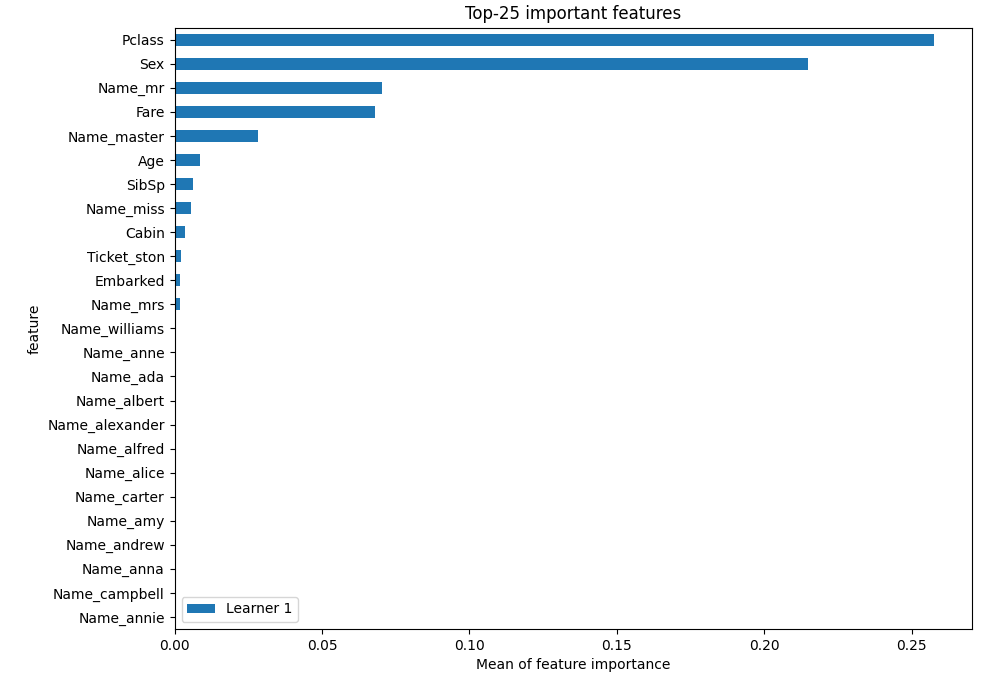 Top-25 important features
Pclass
Sex
Name_mr
Fare
Name_master
Age
SibSp
Name_miss
Cabin
Ticket_ston
Embarked
Name_mrs
Name_williams
Name_anne
Name_ada
Name_albert
Name_alexander
Name_alfred
Name_alice
Name_carter
Name_amy
Name_andrew
Name_anna
Name_campbell
Name_annie
feature
Learner 1
0.00 0.05 0.10 0.15 0.20 0.25
Mean of feature importance